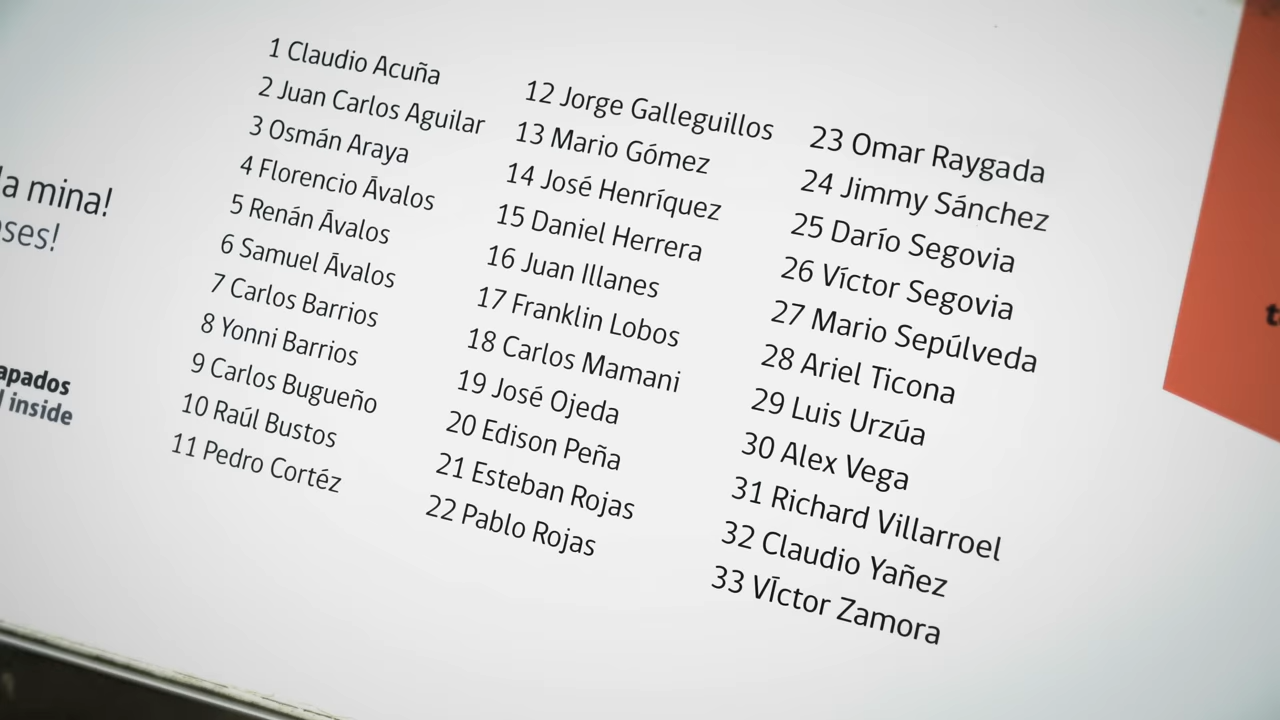 la mina!
ses!
apados
inside
1 Claudio Acuña
2 Juan Carlos Aguilar
3 Osmán Araya
4 Florencio Āvalos
5 Renán Āvalos
6 Samuel Āvalos
7 Carlos Barrios
8 Yonni Barrios
9 Carlos Bugueño
10 Raúl Bustos
11 Pedro Cortéz
12 Jorge Galleguillos
13 Mario Gómez
14 José Henríquez
15 Daniel Herrera
16 Juan Illanes
17 Franklin Lobos
18 Carlos Mamani
19 José Ojeda
20 Edison Peña
21 Esteban Rojas
22 Pablo Rojas
23 Omar Raygada
24 Jimmy Sánchez
25 Darío Segovia
26 Víctor Segovia
27 Mario Sepúlveda
28 Ariel Ticona
29 Luis Urzúa
30 Alex Vega
31 Richard Villarroel
32 Claudio Yañez
33 VĪctor Zamora